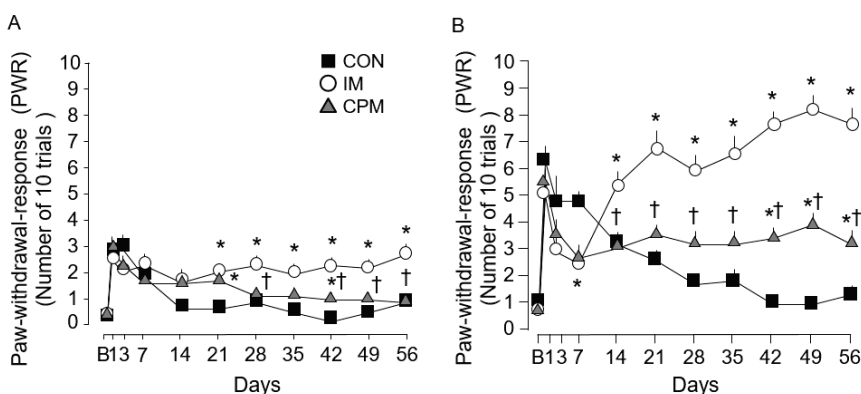 A
Paw-withdrawal-response (PWR)
(Number of 10 trials )
10
9
8
7
6
5
4
3
2
1
0
CON
IM
CPM
* * * * * *
* † *† † †
B13 7 14 21 28 35 42 49 56
Days
B
Paw-withdrawal-response (PWR)
(Number of 10 trials )
10
9
8
7
6
5
4
3
2
1
0
* * * * * * *
† † † † *† *† *†
*
B13 7 14 21 28 35 42 49 56
Days